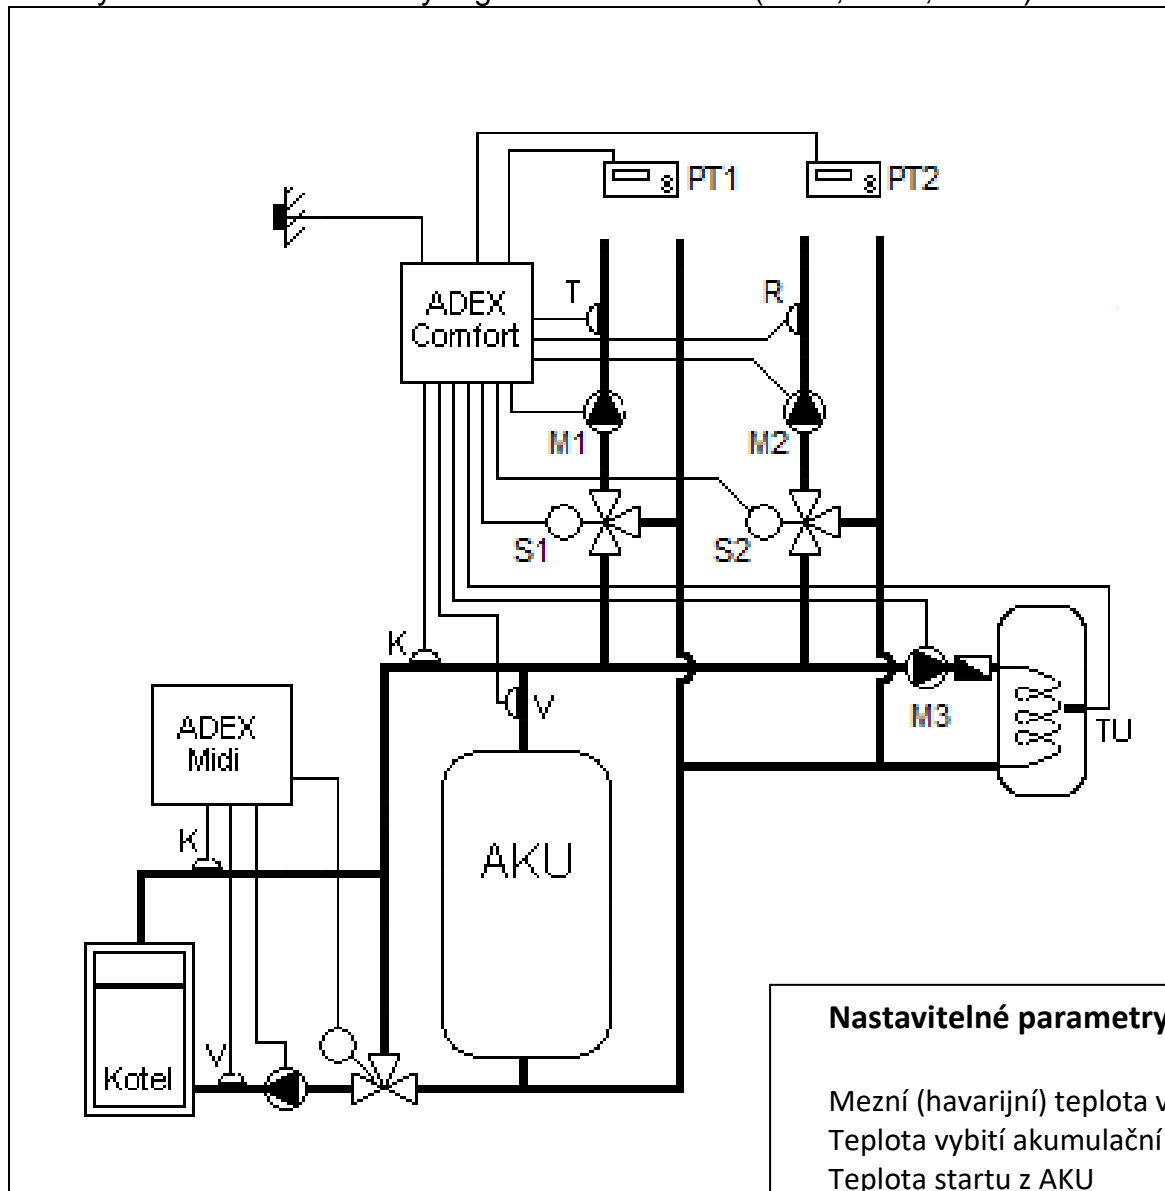 PT1
PT2
ADEX
Comfort
T
R
M1
M2
S1
S2
K
V
M3
TU
ADEX
Midi
K
AKU
V
Kotel
Nastavitelné parametry
Mezní (havarijní) teplota v
Teplota vybití akumulační
Teplota startu z AKU